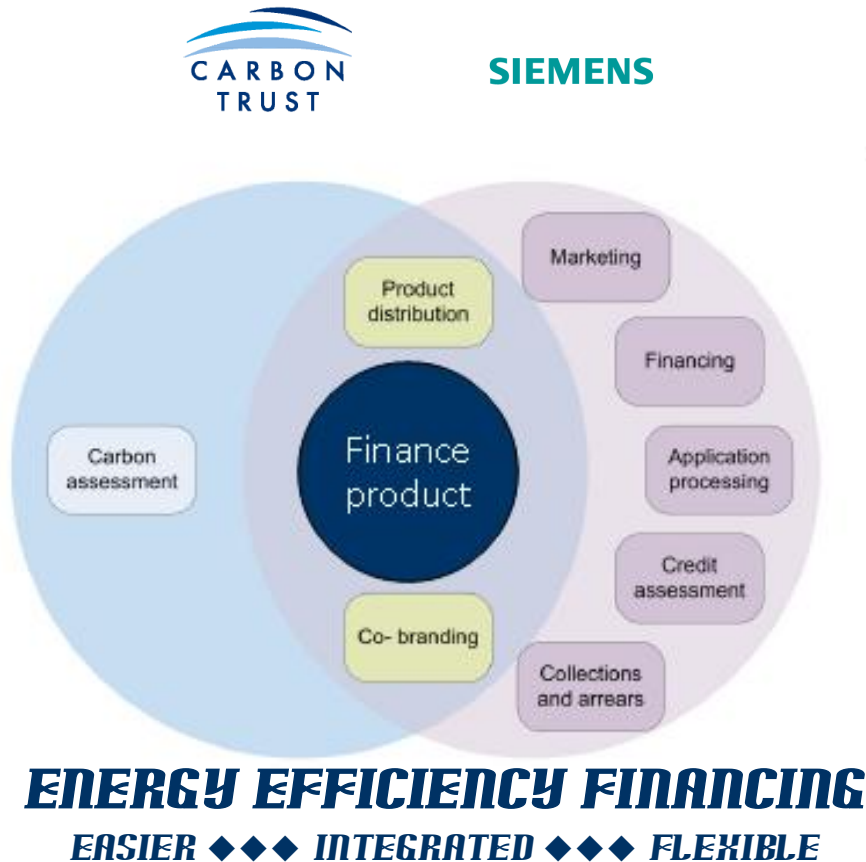 CARBON
TRUST
SIEMENS
Marketing
Product
distribution
Financing
Finance
product
Carbon
assessment
Application
processing
Credit
assessment
Co- branding
Collections
and arrears
ENERGY EFFICIENCY FINANCING
EASIER ◆◆◆ INTEGRATED ◆◆◆ FLEXIBLE